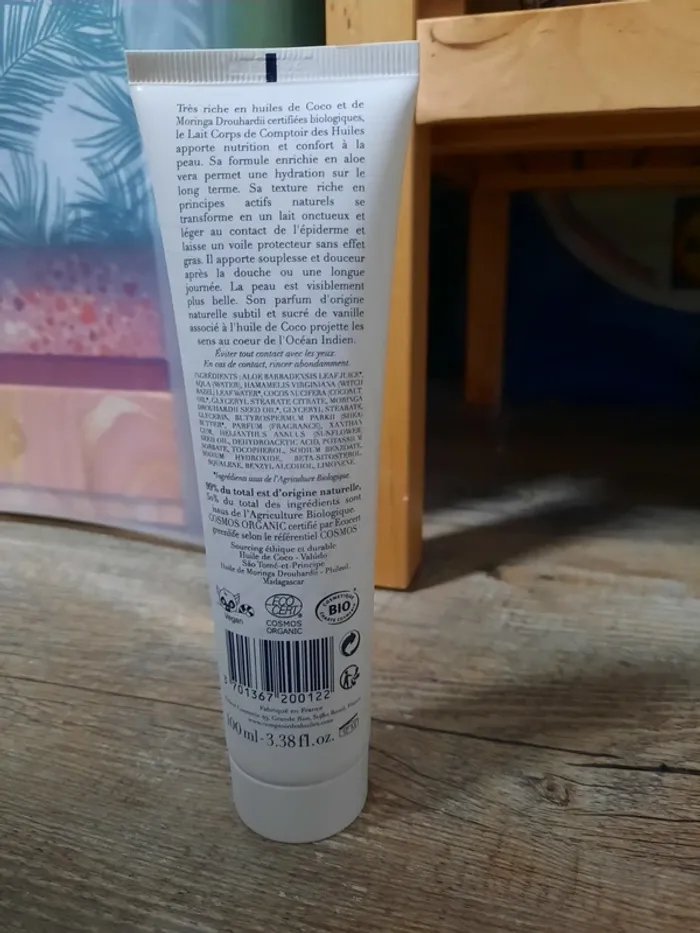 Très riche en huiles de Coco et de
Moringa Drouhardii certifiées biologiques,
le Lait Corps de Comptoir des Huiles
apporte nutrition et confort à la
peau. Sa formule enrichie en aloe
vera permet une hydration sur le
long terme. Sa texture riche en
principes actifs naturels se
transforme en un lait onctueux et
léger au contact de l'épiderme et
laisse un voile protecteur sans effet
gras. Il apporte souplesse et douceur
après la douche ou une longue
journée. La peau est visiblement
plus belle. Son parfum d'origine
naturelle subtil et sucré de vanille
associé à l'huile de Coco projette les
sens au coeur de l'Océan Indien.
Éviter tout contact avec les yeux
En cas de contact, rincer abondamment
INGRÉDIENTS : ALOE BARBADENSIS LEAF JUICE*,
AQUA (WATER), HAMAMELIS VIRGINIANA (WITCH
HAZEL) LEAF WATER*, COCOS NUCIFERA (COCONUT
OIL*, GLYCERYL STEARATE CITRATE, MORINGA
DROUHARDII SEED OIL*, GLYCERYL STEARATE,
GLYCERIN, BUTYROSPERMUM PARKII (SHEA)
BUTTER*, PARFUM (FRAGRANCE), XANTHAN
GUM, HELIANTHUS ANNUUS (SUNFLOWER)
SEED OIL, DEHYDROACETIC ACID, POTASSIUM
SORBATE, TOCOPHEROL, SODIUM BENZOATE,
SODIUM HYDROXIDE, BETA-SITOSTEROL,
SQUALENE, BENZYL ALCOHOL, LIMONENE.
*Ingrédients issus de l'Agriculture Biologique
99% du total est d'origine naturelle,
50% du total des ingrédients sont
issus de l'Agriculture Biologique
COSMOS ORGANIC certifié par Ecocert
greenlife selon le référentiel COSMOS
Sourcing éthique et durable
Huile de Coco - Valúdo
São Tomé-et-Principe
Huile de Moringa Drouhardii - Phileol,
Madagascar
Vegan
ECO CERT®
COSMOS
ORGANIC
COSMÉTIQUE
BIO
3 701367 200122
Fabriqué en France
Grande Rue,
100 ml - 3.38 fl. oz.